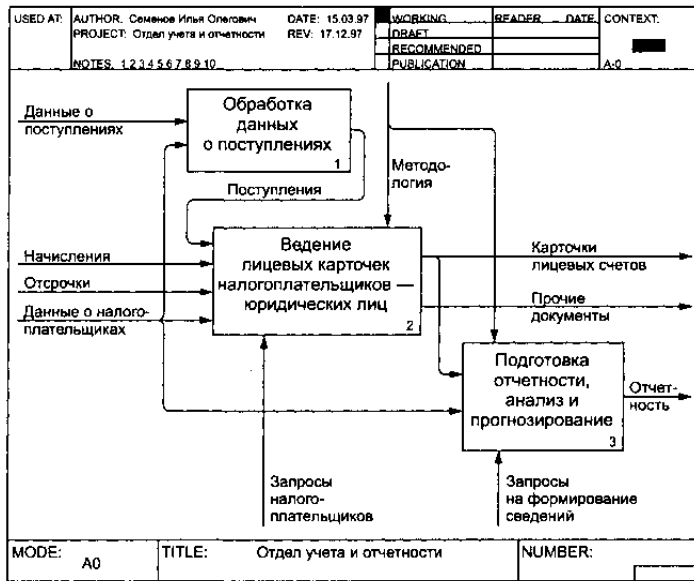 USED AT: AUTHOR. Семенов Илья Олегович DATE: 15.03.97 WORKING READER DATE CONTEXT:
PROJECT: Отдел учета и отчетности REV: 17.12.97 DRAFT
RECOMMENDED
NOTES. 1 2 3 4 5 6 7 8 9 10 PUBLICATION A-0
Данные о
поступлениях
Обработка
данных
о поступлениях
1
Методо-
логия
Поступления
Начисления
Отсрочки
Данные о налого-
плательщиках
Ведение
лицевых карточек
налогоплательщиков —
юридических лиц
2
Карточки
лицевых счетов
Прочие
документы
Подготовка
отчетности,
анализ и
прогнозирование
3
Отчет-
ность
Запросы
налого-
плательщиков
Запросы
на формирование
сведений
MODE: A0 TITLE: Отдел учета и отчетности NUMBER: